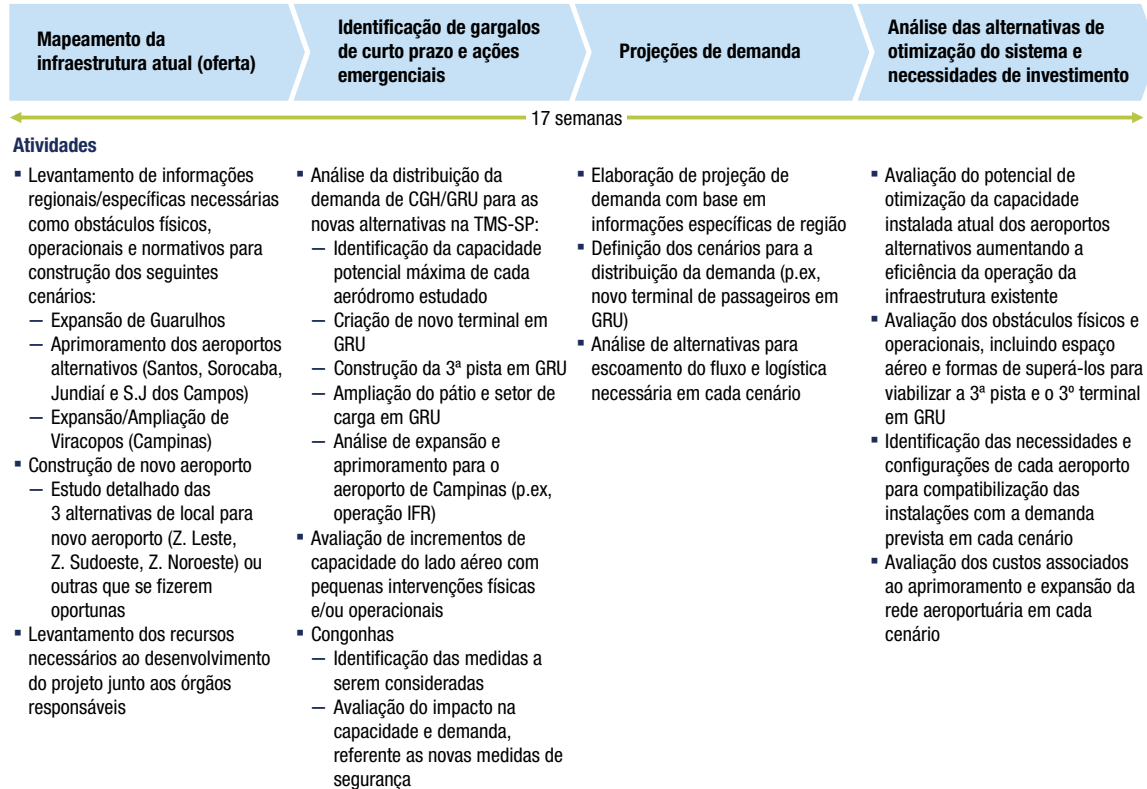 Mapeamento da
infraestrutura atual (oferta)
Identificação de gargalos
de curto prazo e ações
emergenciais
Projeções de demanda
Análise das alternativas de
otimização do sistema e
necessidades de investimento
17 semanas
Atividades
▪ Levantamento de informações
regionais/específicas necessárias
como obstáculos físicos,
operacionais e normativos para
construção dos seguintes
cenários:
— Expansão de Guarulhos
— Aprimoramento dos aeroportos
alternativos (Santos, Sorocaba,
Jundiaí e S.J dos Campos)
— Expansão/Ampliação de
Viracopos (Campinas)
▪ Construção de novo aeroporto
— Estudo detalhado das
3 alternativas de local para
novo aeroporto (Z. Leste,
Z. Sudoeste, Z. Noroeste) ou
outras que se fizerem
oportunas
▪ Levantamento dos recursos
necessários ao desenvolvimento
do projeto junto aos órgãos
responsáveis
▪ Análise da distribuição da
demanda de CGH/GRU para as
novas alternativas na TMS-SP:
— Identificação da capacidade
potencial máxima de cada
aeródromo estudado
— Criação de novo terminal em
GRU
— Construção da 3ª pista em GRU
— Ampliação do pátio e setor de
carga em GRU
— Análise de expansão e
aprimoramento para o
aeroporto de Campinas (p.ex,
operação IFR)
▪ Avaliação de incrementos de
capacidade do lado aéreo com
pequenas intervenções físicas
e/ou operacionais
▪ Congonhas
— Identificação das medidas a
serem consideradas
— Avaliação do impacto na
capacidade e demanda,
referente as novas medidas de
segurança
▪ Elaboração de projeção de
demanda com base em
informações específicas de região
▪ Definição dos cenários para a
distribuição da demanda (p.ex,
novo terminal de passageiros em
GRU)
▪ Análise de alternativas para
escoamento do fluxo e logística
necessária em cada cenário
▪ Avaliação do potencial de
otimização da capacidade
instalada atual dos aeroportos
alternativos aumentando a
eficiência da operação da
infraestrutura existente
▪ Avaliação dos obstáculos físicos e
operacionais, incluindo espaço
aéreo e formas de superá-los para
viabilizar a 3ª pista e o 3º terminal
em GRU
▪ Identificação das necessidades e
configurações de cada aeroporto
para compatibilização das
instalações com a demanda
prevista em cada cenário
▪ Avaliação dos custos associados
ao aprimoramento e expansão da
rede aeroportuária em cada
cenário